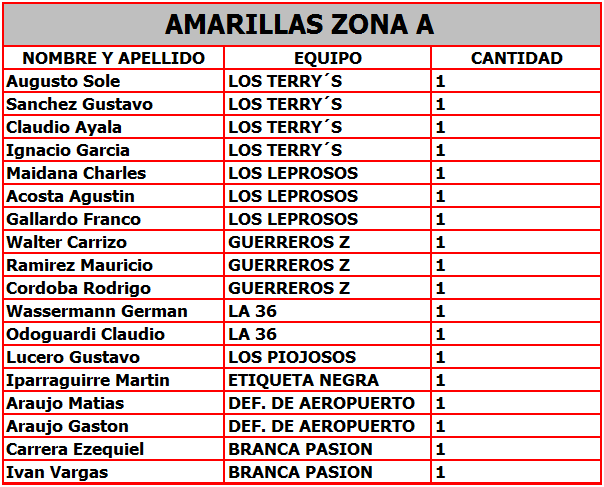 AMARILLAS ZONA A
NOMBRE Y APELLIDO EQUIPO CANTIDAD
Augusto Sole LOS TERRY´S 1
Sanchez Gustavo LOS TERRY´S 1
Claudio Ayala LOS TERRY´S 1
Ignacio Garcia LOS TERRY´S 1
Maidana Charles LOS LEPROSOS 1
Acosta Agustin LOS LEPROSOS 1
Gallardo Franco LOS LEPROSOS 1
Walter Carrizo GUERREROS Z 1
Ramirez Mauricio GUERREROS Z 1
Cordoba Rodrigo GUERREROS Z 1
Wassermann German LA 36 1
Odoguardi Claudio LA 36 1
Lucero Gustavo LOS PIOJOSOS 1
Iparraguirre Martin ETIQUETA NEGRA 1
Araujo Matias DEF. DE AEROPUERTO 1
Araujo Gaston DEF. DE AEROPUERTO 1
Carrera Ezequiel BRANCA PASION 1
Ivan Vargas BRANCA PASION 1